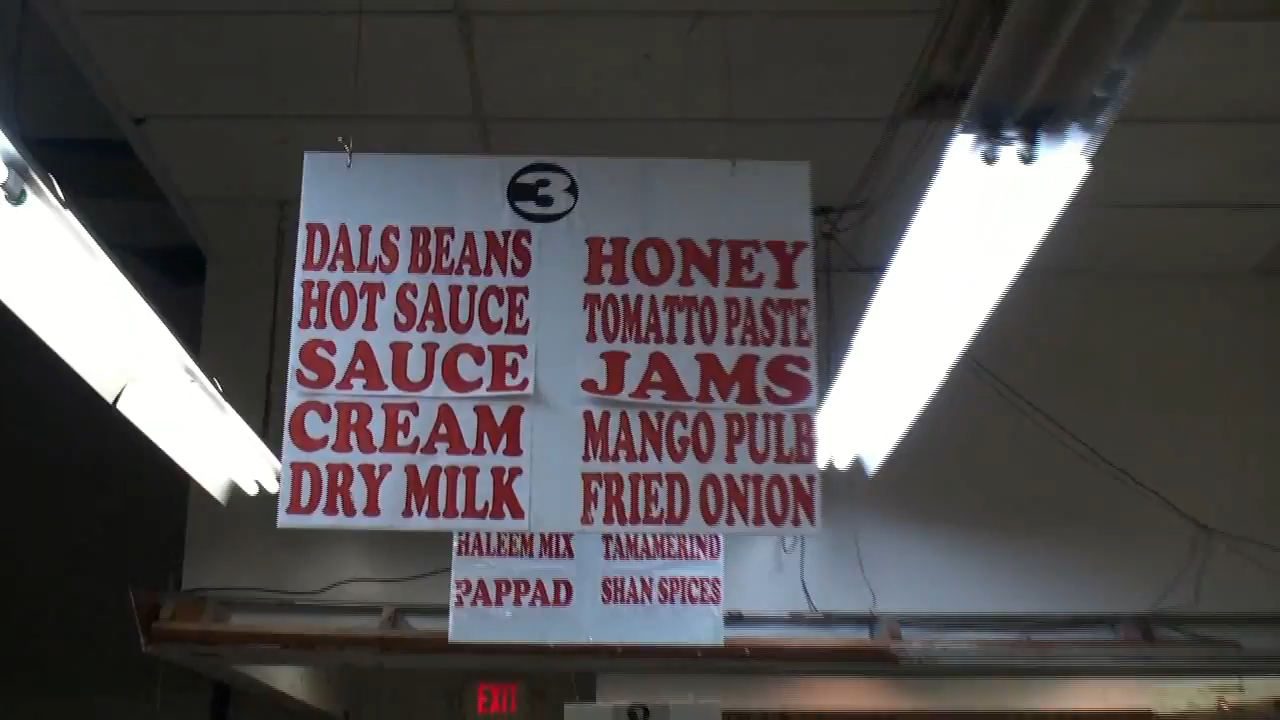 3
DALS BEANS
HOT SAUCE
SAUCE
CREAM
DRY MILK
HONEY
TOMATTO PASTE
JAMS
MANGO PULB
FRIED ONION
HALEEM MIX
PAPPAD
TAMAMERIND
SHAN SPICES
EXIT